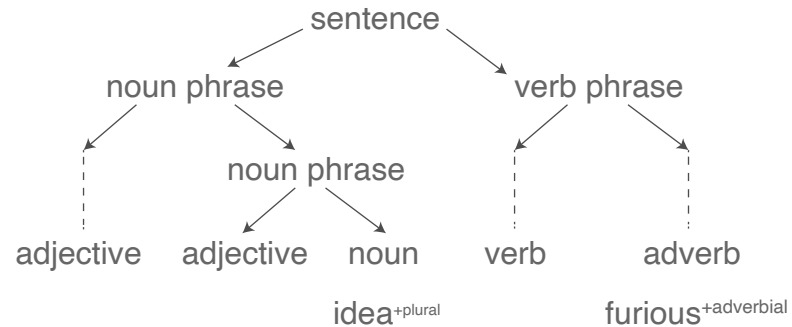 sentence
noun phrase verb phrase
noun phrase
adjective adjective noun verb adverb
idea+plural furious+adverbial